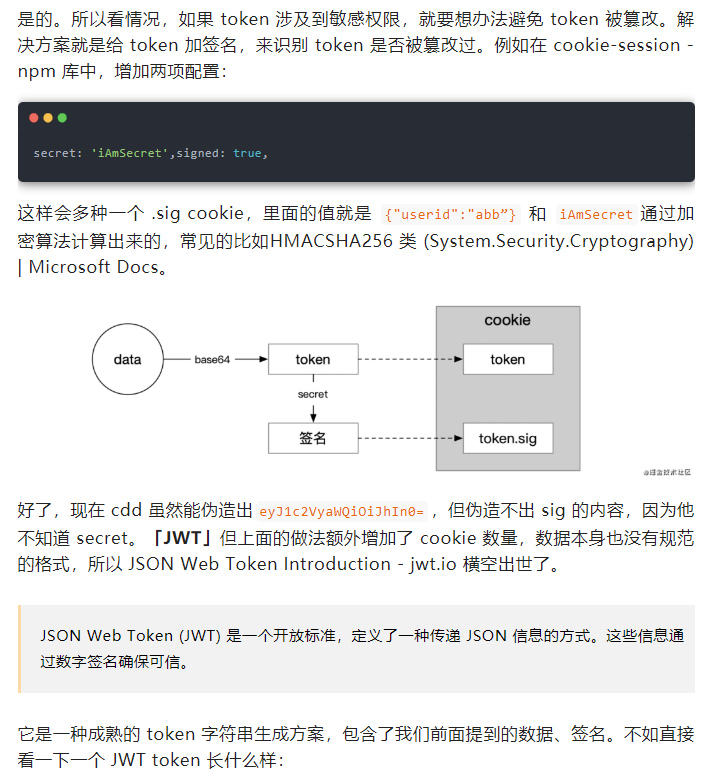 是的。所以看情况，如果 token 涉及到敏感权限，就要想办法避免 token 被篡改。解
决方案就是给 token 加签名，来识别 token 是否被篡改过。例如在 cookie-session -
npm 库中，增加两项配置：
secret: 'iAmSecret',signed: true,
这样会多种一个 .sig cookie，里面的值就是 {"userid":"abb”} 和 iAmSecret 通过加
密算法计算出来的，常见的比如HMACSHA256 类 (System.Security.Cryptography)
| Microsoft Docs。
cookie
data
base64
token
token
secret
签名
token.sig
@掘金技术社区
好了，现在 cdd 虽然能伪造出 eyJ1c2VyaWQiOiJhIn0= ，但伪造不出 sig 的内容，因为他
不知道 secret。「JWT」但上面的做法额外增加了 cookie 数量，数据本身也没有规范
的格式，所以 JSON Web Token Introduction - jwt.io 横空出世了。
JSON Web Token (JWT) 是一个开放标准，定义了一种传递 JSON 信息的方式。这些信息通
过数字签名确保可信。
它是一种成熟的 token 字符串生成方案，包含了我们前面提到的数据、签名。不如直接
看一下一个 JWT token 长什么样：